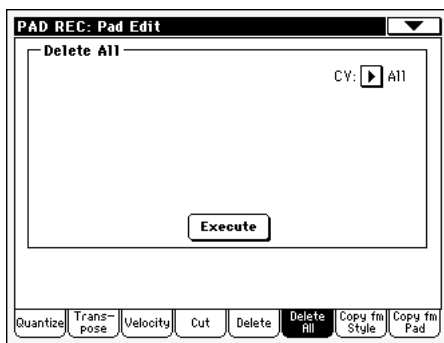 PAD REC: Pad Edit
Delete All
CV: All
Execute
Quantize Trans-pose Velocity Cut Delete Delete All Copy fm Style Copy fm Pad